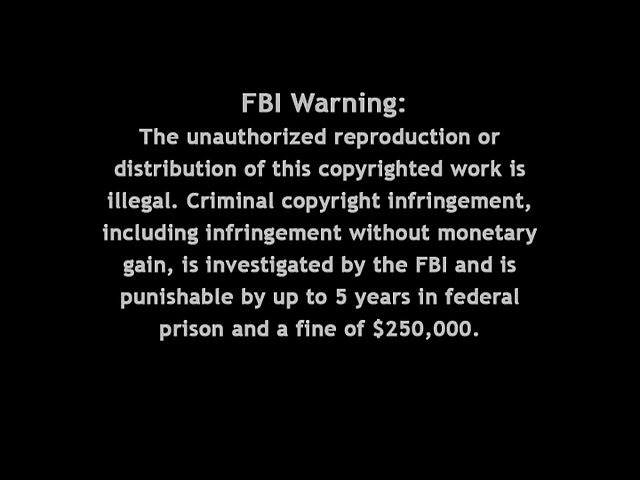 FBI Warning:
The unauthorized reproduction or
distribution of this copyrighted work is
illegal. Criminal copyright infringement,
including infringement without monetary
gain, is investigated by the FBI and is
punishable by up to 5 years in federal
prison and a fine of $250,000.